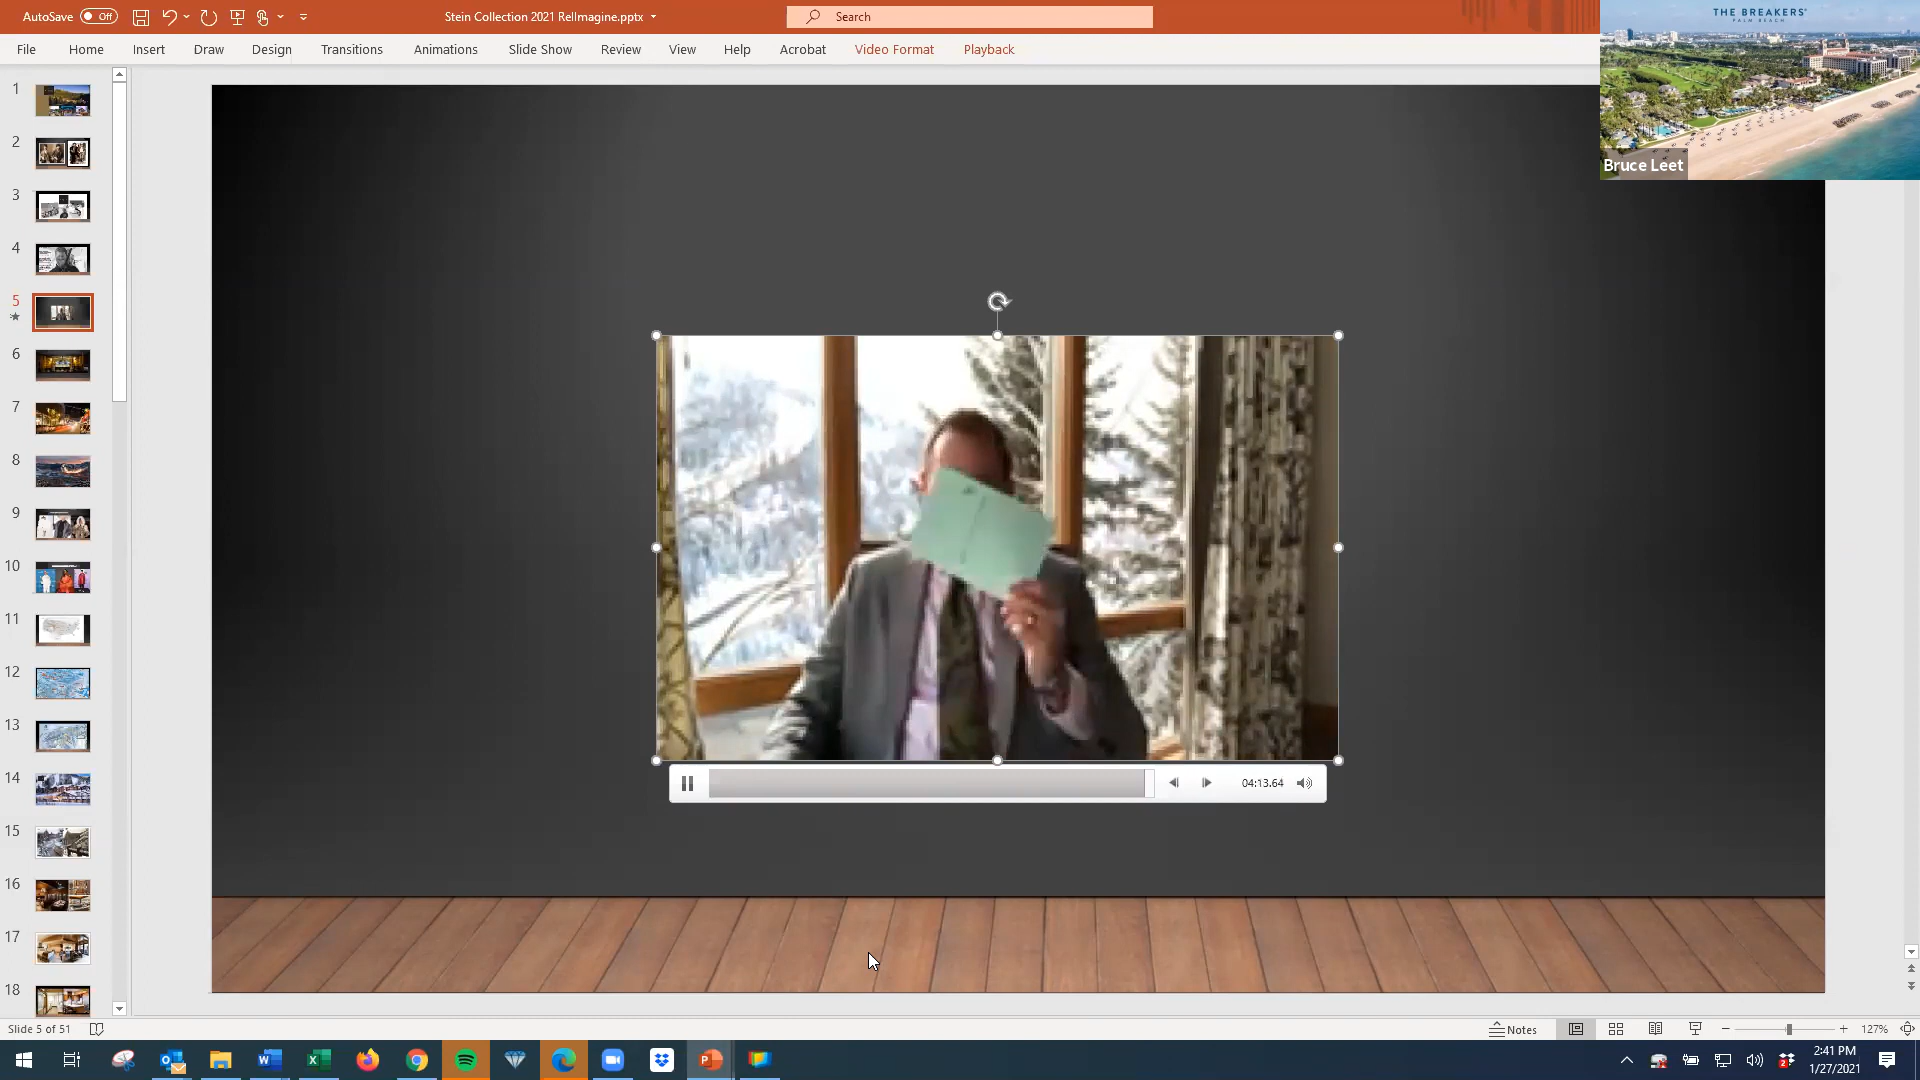 AutoSave Off
Stein Collection 2021 ReIImagine.pptx
Search
File Home Insert Draw Design Transitions Animations Slide Show Review View Help Acrobat Video Format Playback
THE BREAKERS®
PALM BEACH
Bruce Leet
1
2
3
4
5
6
7
8
9
10
11
12
13
14
15
16
17
18
04:13.64
Slide 5 of 51
Notes
127%
2:41 PM
1/27/2021